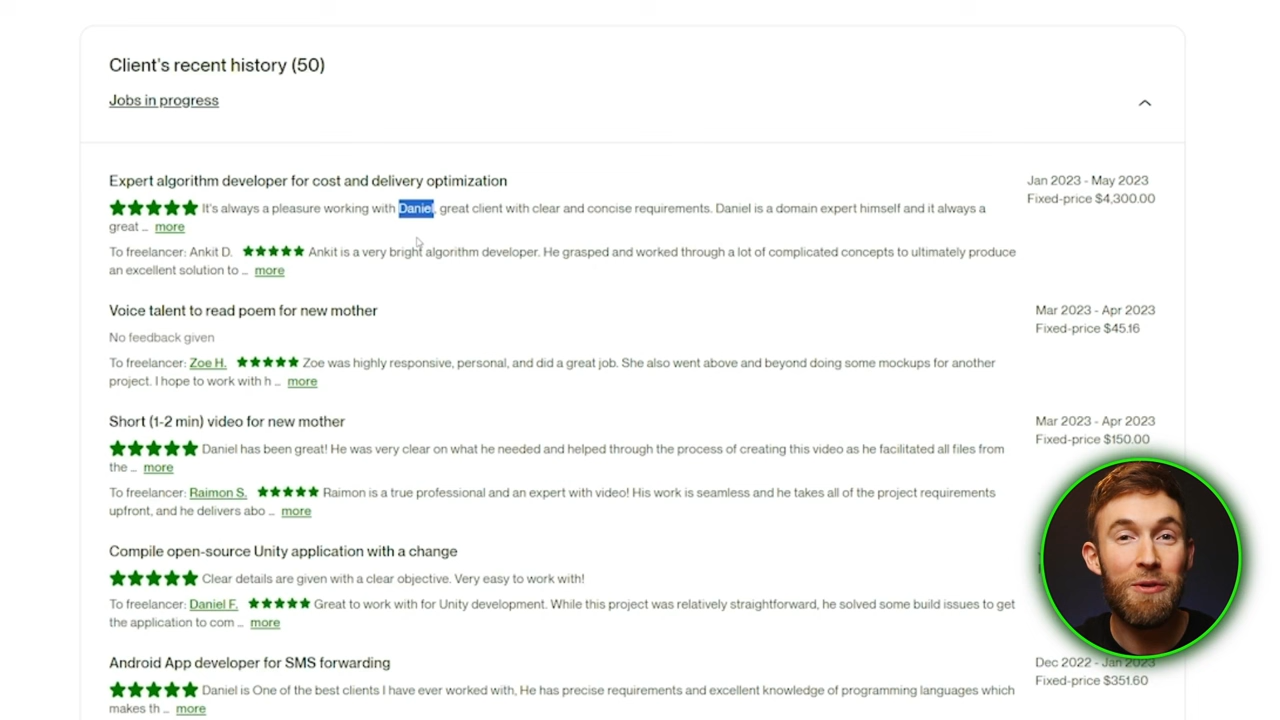 Client's recent history (50)
Jobs in progress
Expert algorithm developer for cost and delivery optimization
Jan 2023 - May 2023
It's always a pleasure working with Daniel, great client with clear and concise requirements. Daniel is a domain expert himself and it always a
Fixed-price $4,300.00
great ... more
To freelancer: Ankit D. Ankit is a very bright algorithm developer. He grasped and worked through a lot of complicated concepts to ultimately produce
an excellent solution to ... more
Voice talent to read poem for new mother
Mar 2023 - Apr 2023
Fixed-price $45.16
No feedback given
To freelancer: Zoe H. Zoe was highly responsive, personal, and did a great job. She also went above and beyond doing some mockups for another
project. I hope to work with h ... more
Short (1-2 min) video for new mother
Mar 2023 - Apr 2023
Fixed-price $150.00
Daniel has been great! He was very clear on what he needed and helped through the process of creating this video as he facilitated all files from
the ... more
To freelancer: Raimon S. Raimon is a true professional and an expert with video! His work is seamless and he takes all of the project requirements
upfront, and he delivers abo ... more
Compile open-source Unity application with a change
Clear details are given with a clear objective. Very easy to work with!
To freelancer: Daniel F. Great to work with for Unity development. While this project was relatively straightforward, he solved some build issues to get
the application to com ... more
Android App developer for SMS forwarding
Dec 2022 - Jan 2023
Fixed-price $351.60
Daniel is One of the best clients I have ever worked with, He has precise requirements and excellent knowledge of programming languages which
makes th ... more